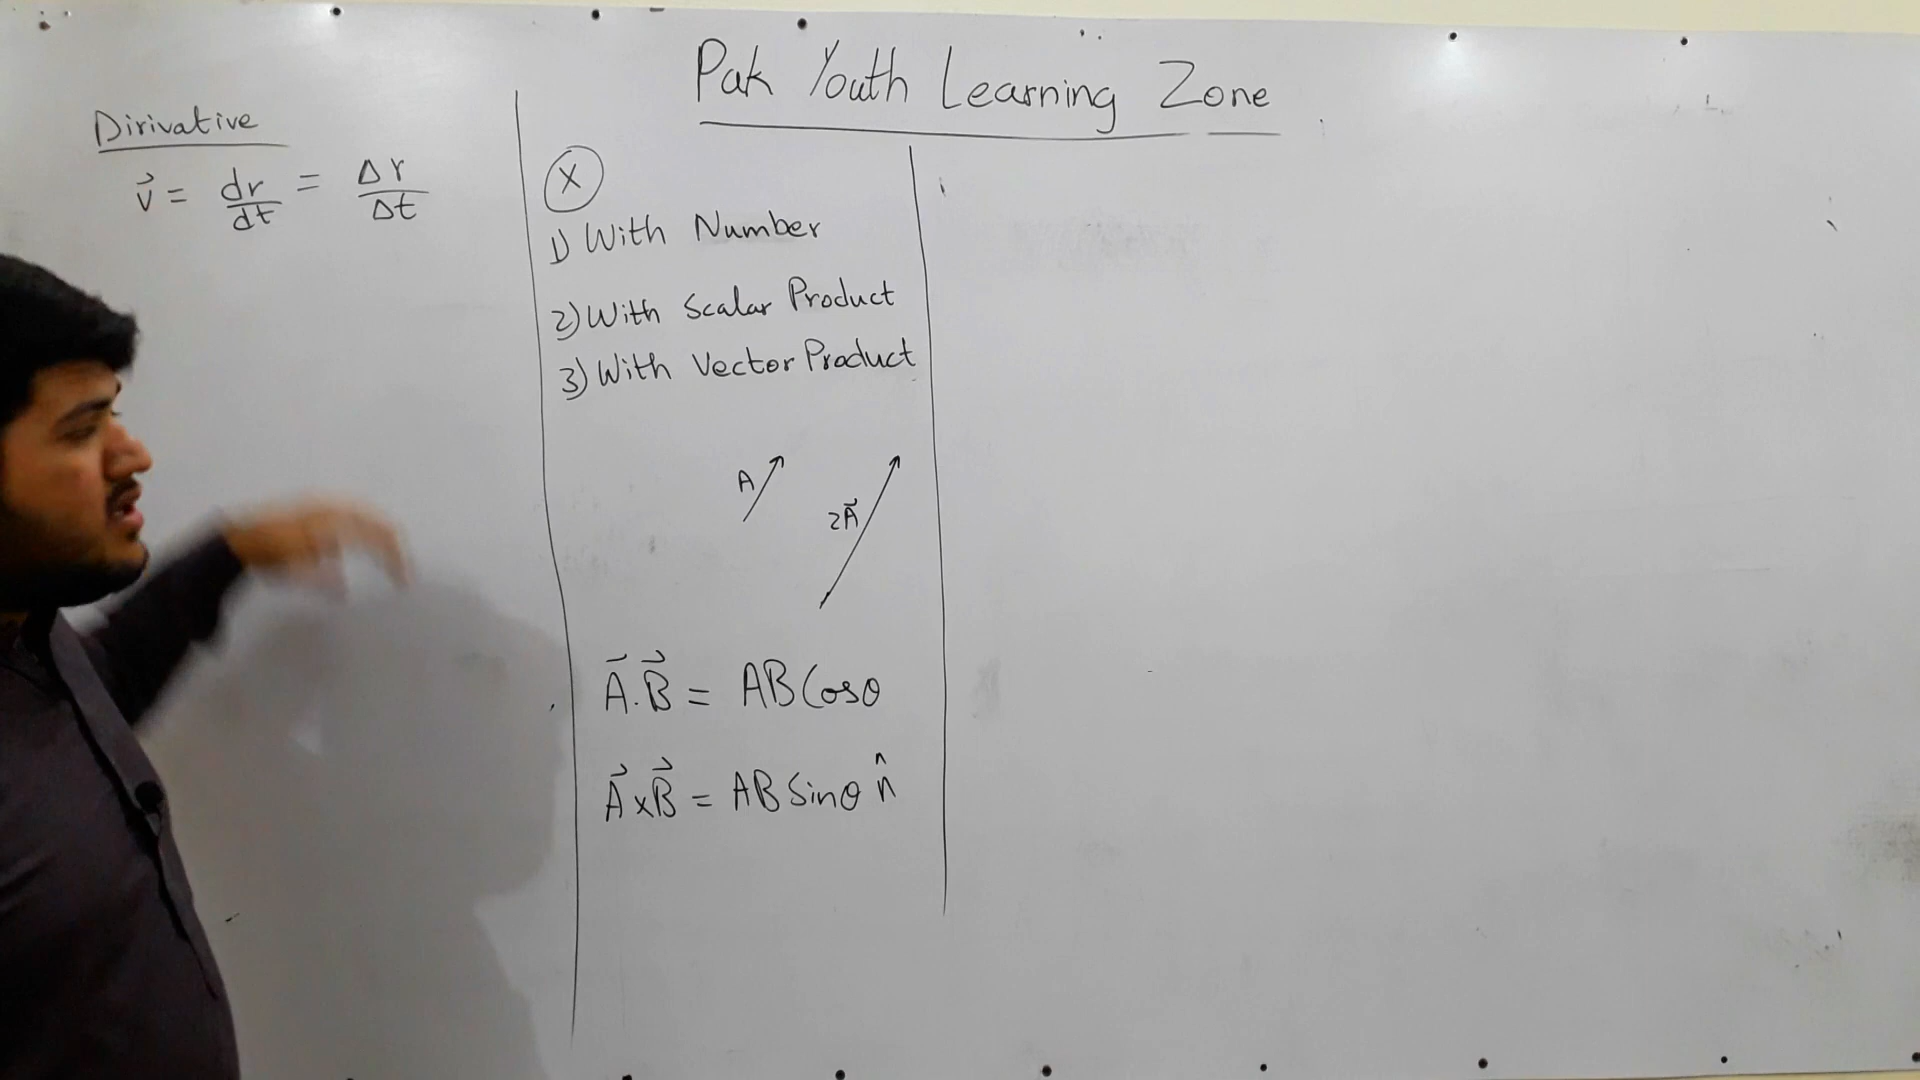 Pak Youth Learning Zone
Dirivative
v⃗ = dr/dt = Δr/Δt
X
1) With Number
2) With Scalar Product
3) With Vector Product
A
2A⃗
A⃗.B⃗ = AB Cosθ
A⃗xB⃗ = AB Sinθ n̂